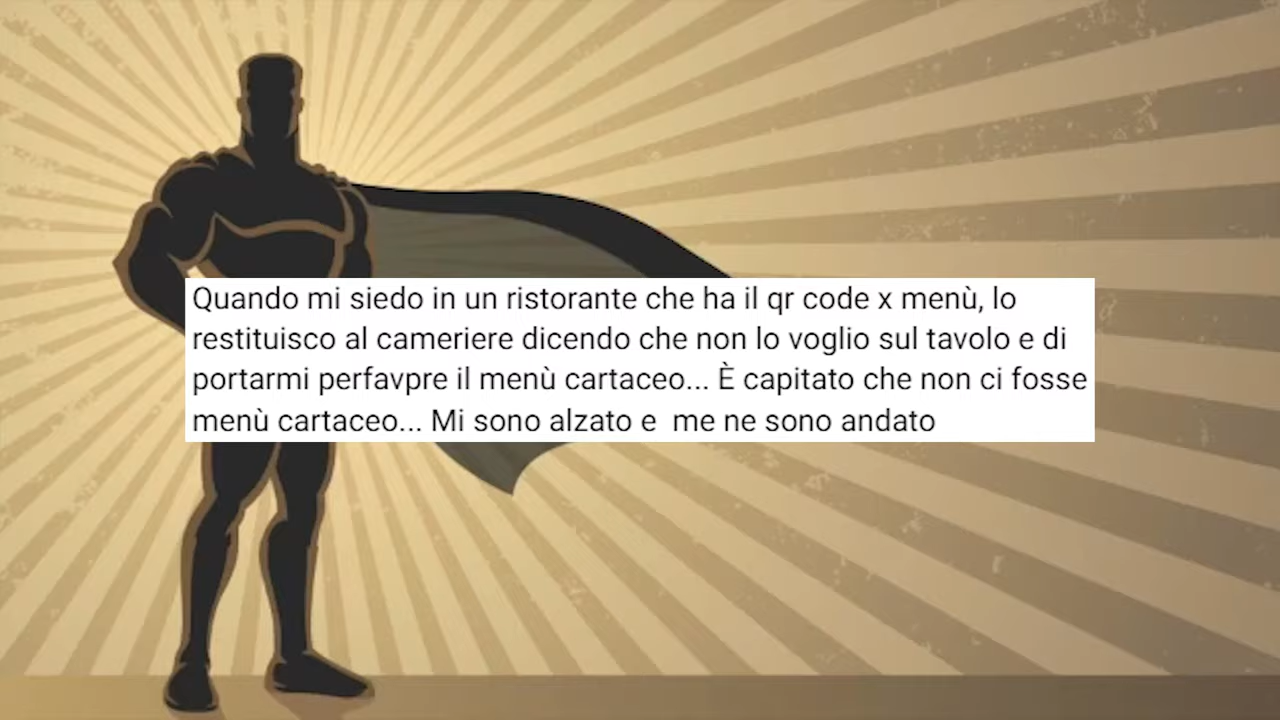 Quando mi siedo in un ristorante che ha il qr code x menù, lo
restituisco al cameriere dicendo che non lo voglio sul tavolo e di
portarmi perfavpre il menù cartaceo... È capitato che non ci fosse
menù cartaceo... Mi sono alzato e  me ne sono andato